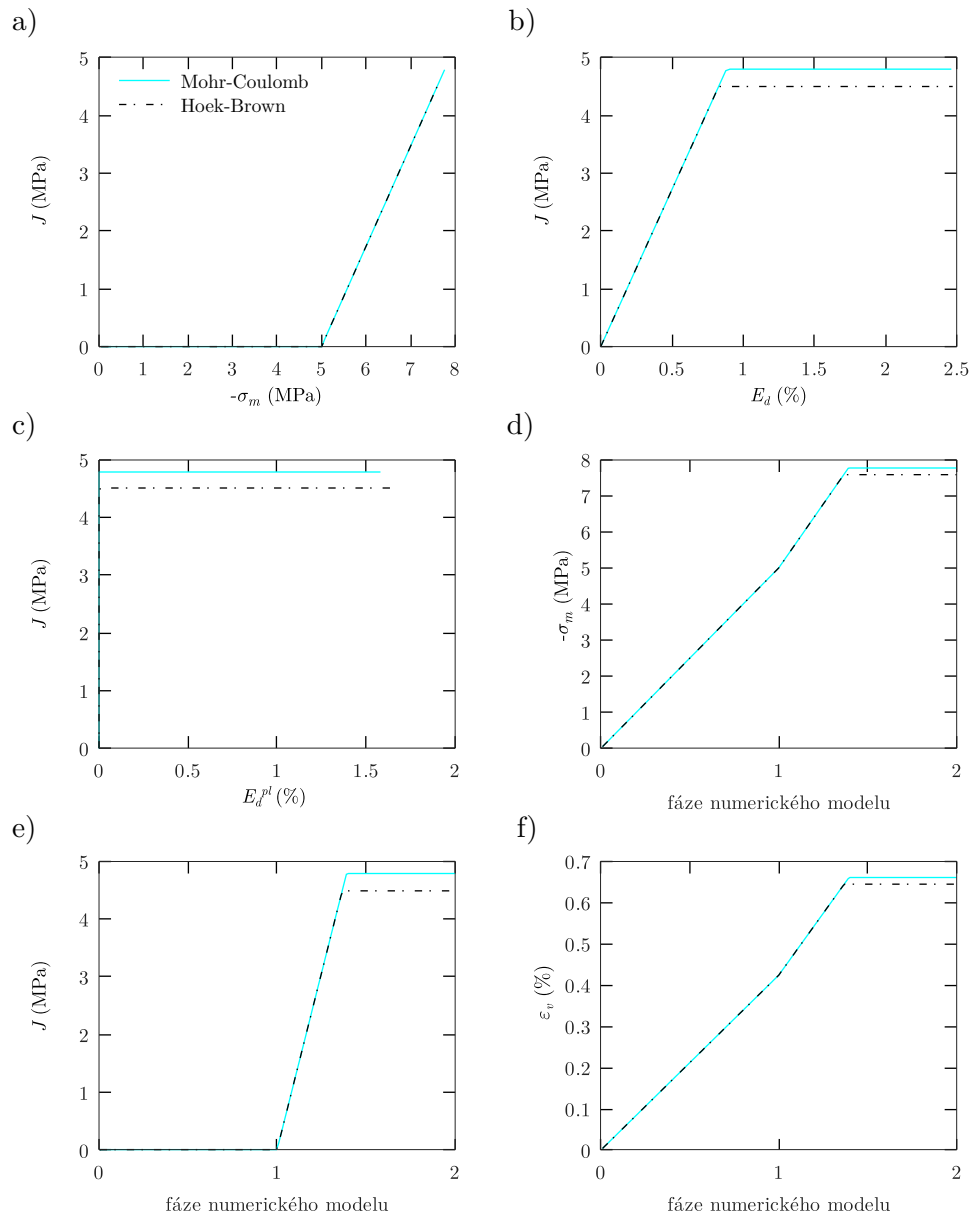 a)
5
4
3
2
1
0
J (MPa)
Mohr-Coulomb
Hoek-Brown
0 1 2 3 4 5 6 7 8
-σm (MPa)
b)
5
4
3
2
1
0
J (MPa)
0 0.5 1 1.5 2 2.5
Ed (%)
c)
5
4
3
2
1
0
J (MPa)
0 0.5 1 1.5 2
Ed^pl (%)
d)
8
7
6
5
4
3
2
1
0
-σm (MPa)
0 1 2
fáze numerického modelu
e)
5
4
3
2
1
0
J (MPa)
0 1 2
fáze numerického modelu
f)
0.7
0.6
0.5
0.4
0.3
0.2
0.1
0
εv (%)
0 1 2
fáze numerického modelu